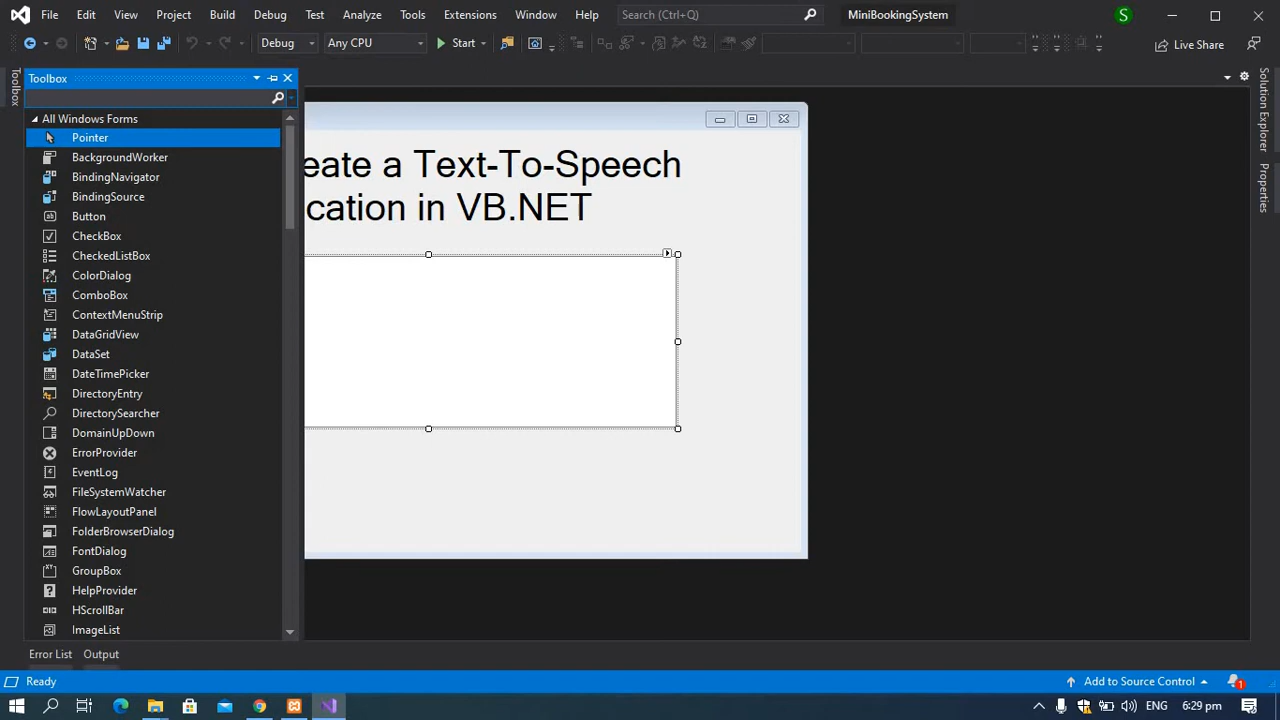 File Edit View Project Build Debug Test Analyze Tools Extensions Window Help Search (Ctrl+Q) MiniBookingSystem S
Debug Any CPU Start Live Share
Toolbox
Toolbox
All Windows Forms
Pointer
BackgroundWorker
BindingNavigator
BindingSource
Button
CheckBox
CheckedListBox
ColorDialog
ComboBox
ContextMenuStrip
DataGridView
DataSet
DateTimePicker
DirectoryEntry
DirectorySearcher
DomainUpDown
ErrorProvider
EventLog
FileSystemWatcher
FlowLayoutPanel
FolderBrowserDialog
FontDialog
GroupBox
HelpProvider
HScrollBar
ImageList
eate a Text-To-Speech
ication in VB.NET
Solution Explorer
Properties
Error List Output
Ready Add to Source Control 1
ENG 6:29 pm